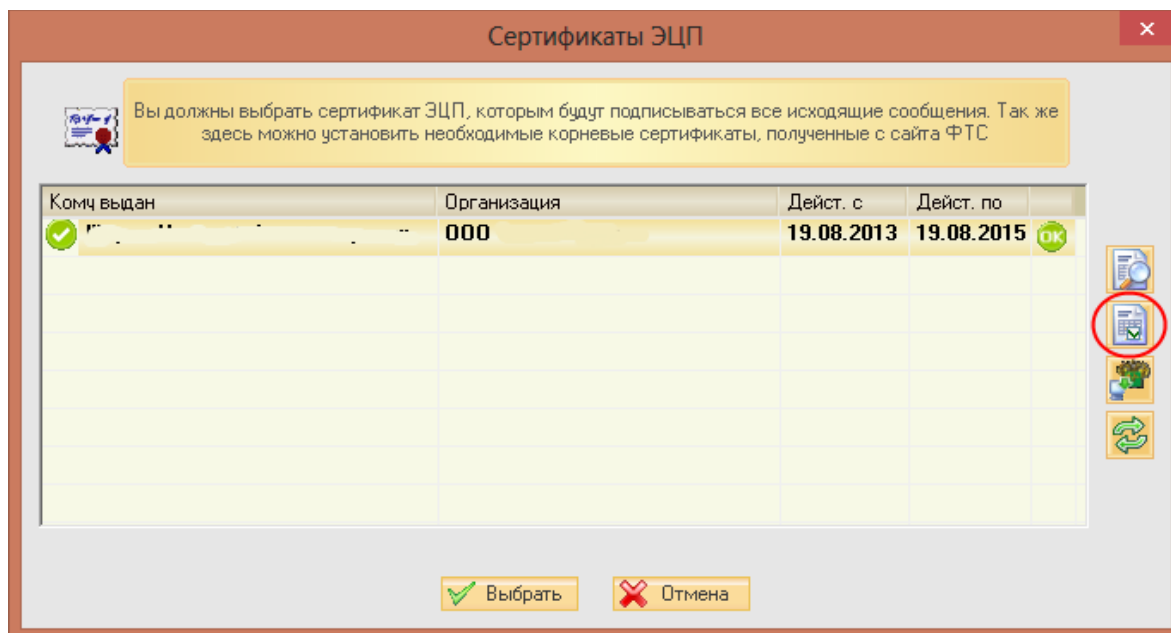 Сертификаты ЭЦП
Вы должны выбрать сертификат ЭЦП, которым будут подписываться все исходящие сообщения. Так же
здесь можно установить необходимые корневые сертификаты, полученные с сайта ФТС
Кому выдан Организация Дейст. с Дейст. по
ООО 19.08.2013 19.08.2015 OK
Выбрать Отмена